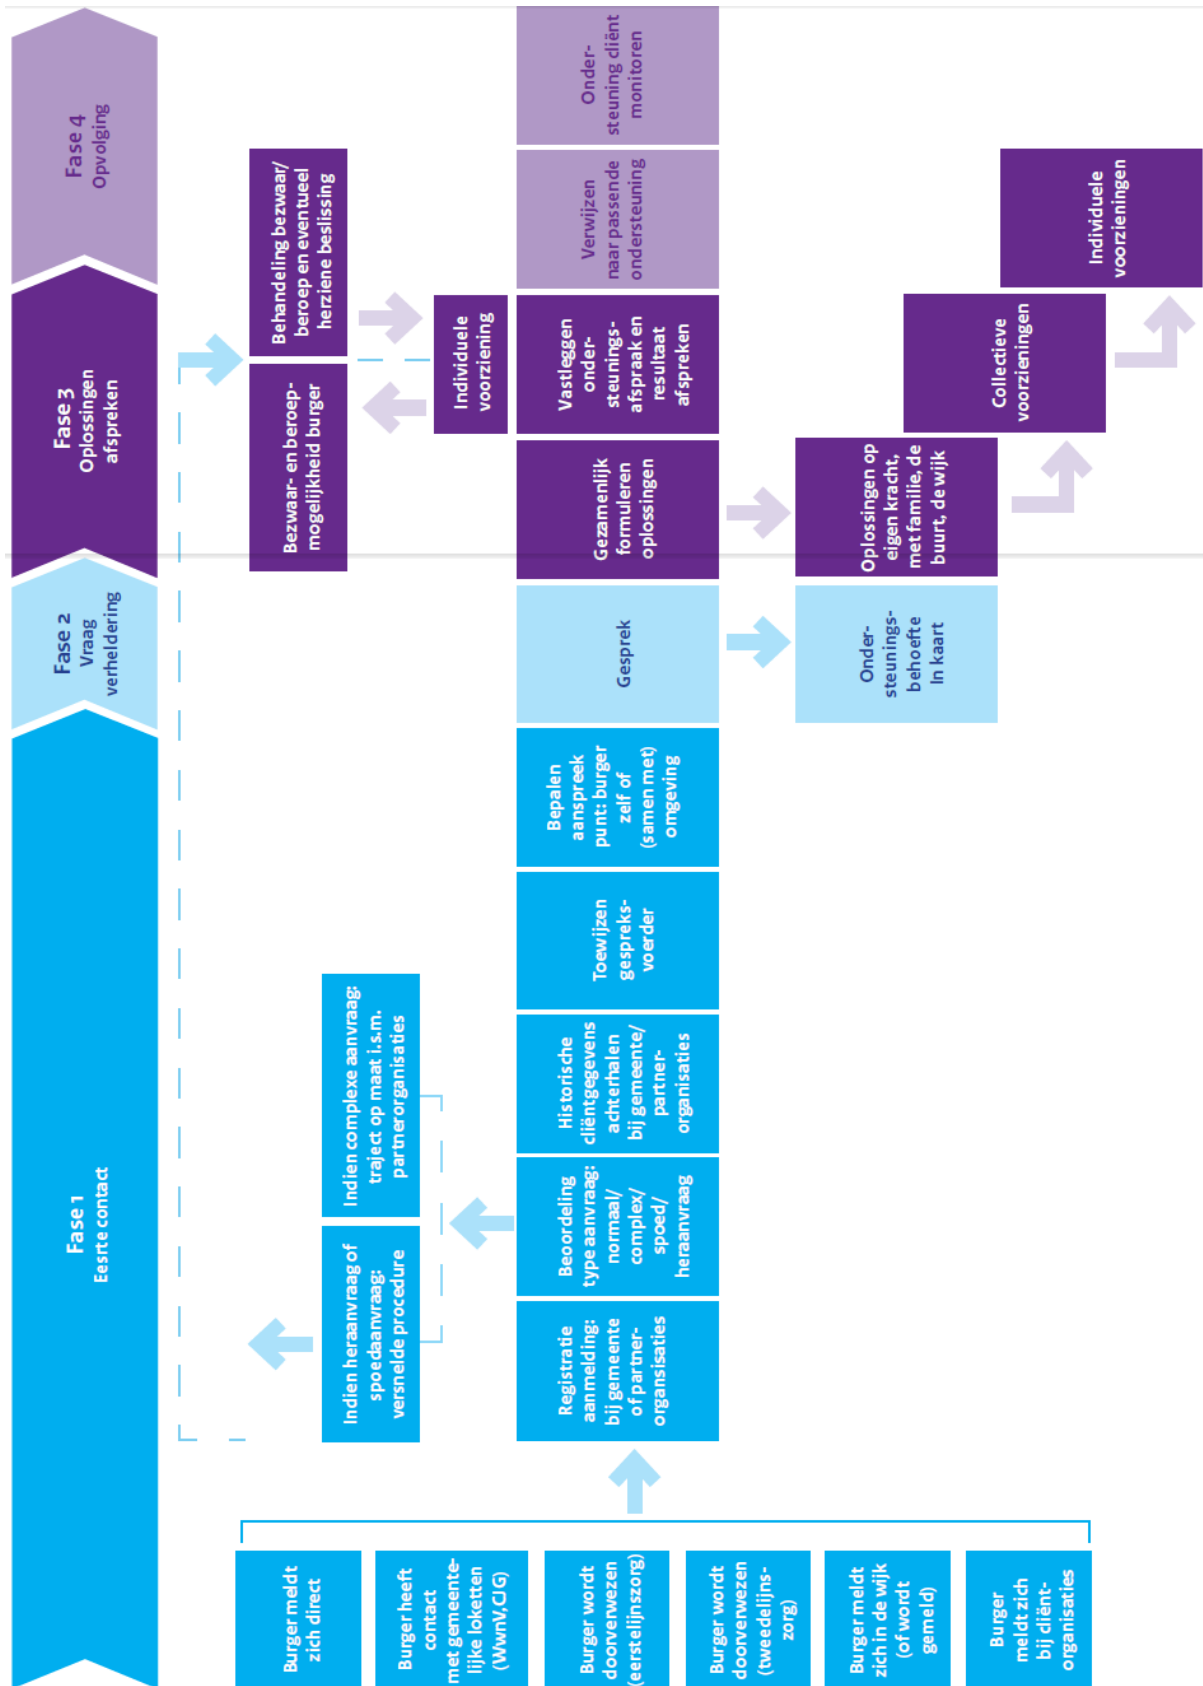 Fase 1
Eesrte contact
Fase 2
Vraag
verheldering
Fase 3
Oplossingen
afspreken
Fase 4
Opvolging
Burger meldt
zich direct
Burger heeft
contact
met gemeente-
lijke loketten
(WwnV,CJG)
Burger wordt
doorverwezen
(eerstelijnszorg)
Burger wordt
doorverwezen
(tweedelijns-
zorg)
Burger meldt
zich in de wijk
(of wordt
gemeld)
Burger
meldt zich
bij cliënt-
organisaties
Indien heraanvraag of
spoedaanvraag:
versnelde procedure
Indien complexe aanvraag:
traject op maat i.s.m.
partnerorganisaties
Registratie
aanmelding:
bij gemeente
of partner-
organsisaties
Beoordeling
type aanvraag:
normaal/
complex/
spoed/
heraanvraag
Historische
cliëntgegevens
achterhalen
bij gemeente/
partner-
organisaties
Toewijzen
gespreks-
voerder
Bepalen
aanspreek
punt: burger
zelf of
(samen met)
omgeving
Gesprek
Onder-
steunings-
behoefte
In kaart
Bezwaar- en beroep-
mogelijkheid burger
Behandeling bezwaar/
beroep en eventueel
herziene beslissing
Individuele
voorziening
Gezamenlijk
formuleren
oplossingen
Vastleggen
onder-
steunings-
afspraak en
resultaat
afspreken
Verwijzen
naar passende
ondersteuning
Onder-
steuning cliënt
monitoren
Oplossingen op
eigen kracht,
met familie, de
buurt, de wijk
Collectieve
voorzieningen
Individuele
voorzieningen